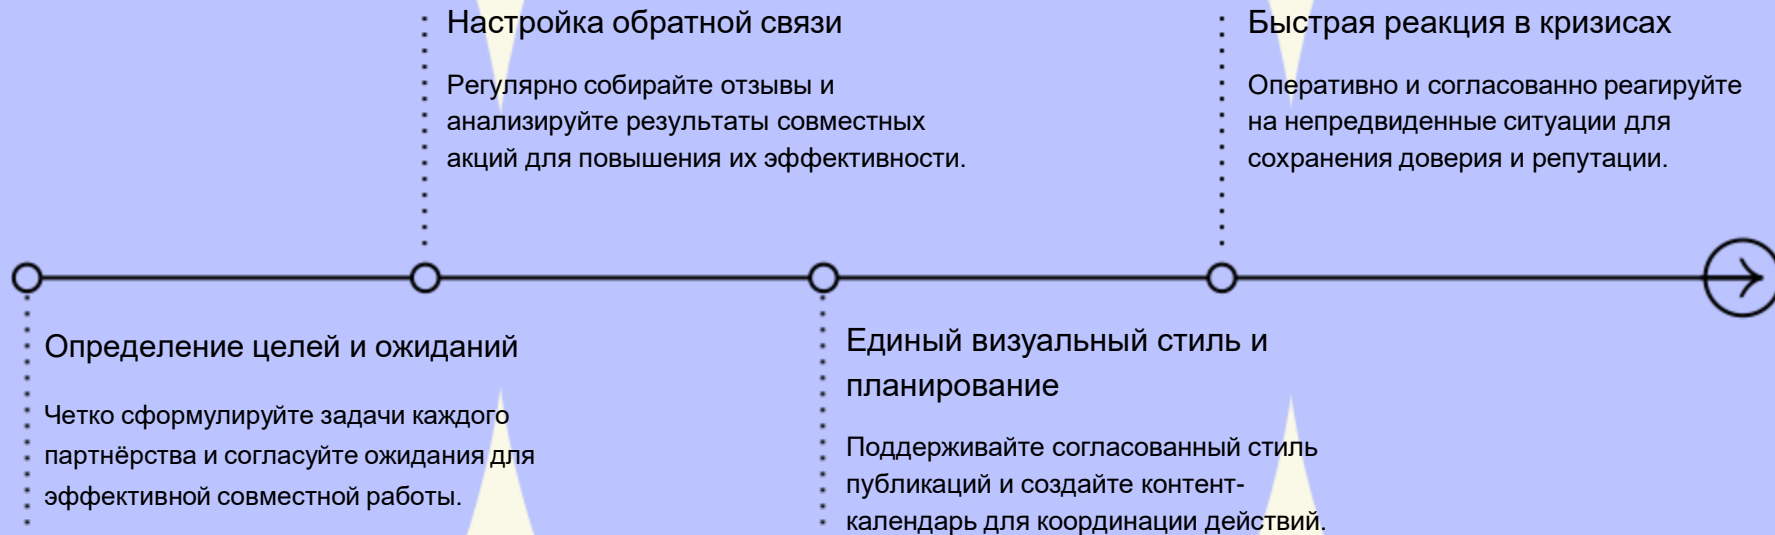 Настройка обратной связи
Регулярно собирайте отзывы и
анализируйте результаты совместных
акций для повышения их эффективности.
Быстрая реакция в кризисах
Оперативно и согласованно реагируйте
на непредвиденные ситуации для
сохранения доверия и репутации.
Определение целей и ожиданий
Четко сформулируйте задачи каждого
партнёрства и согласуйте ожидания для
эффективной совместной работы.
Единый визуальный стиль и
планирование
Поддерживайте согласованный стиль
публикаций и создайте контент-
календарь для координации действий.